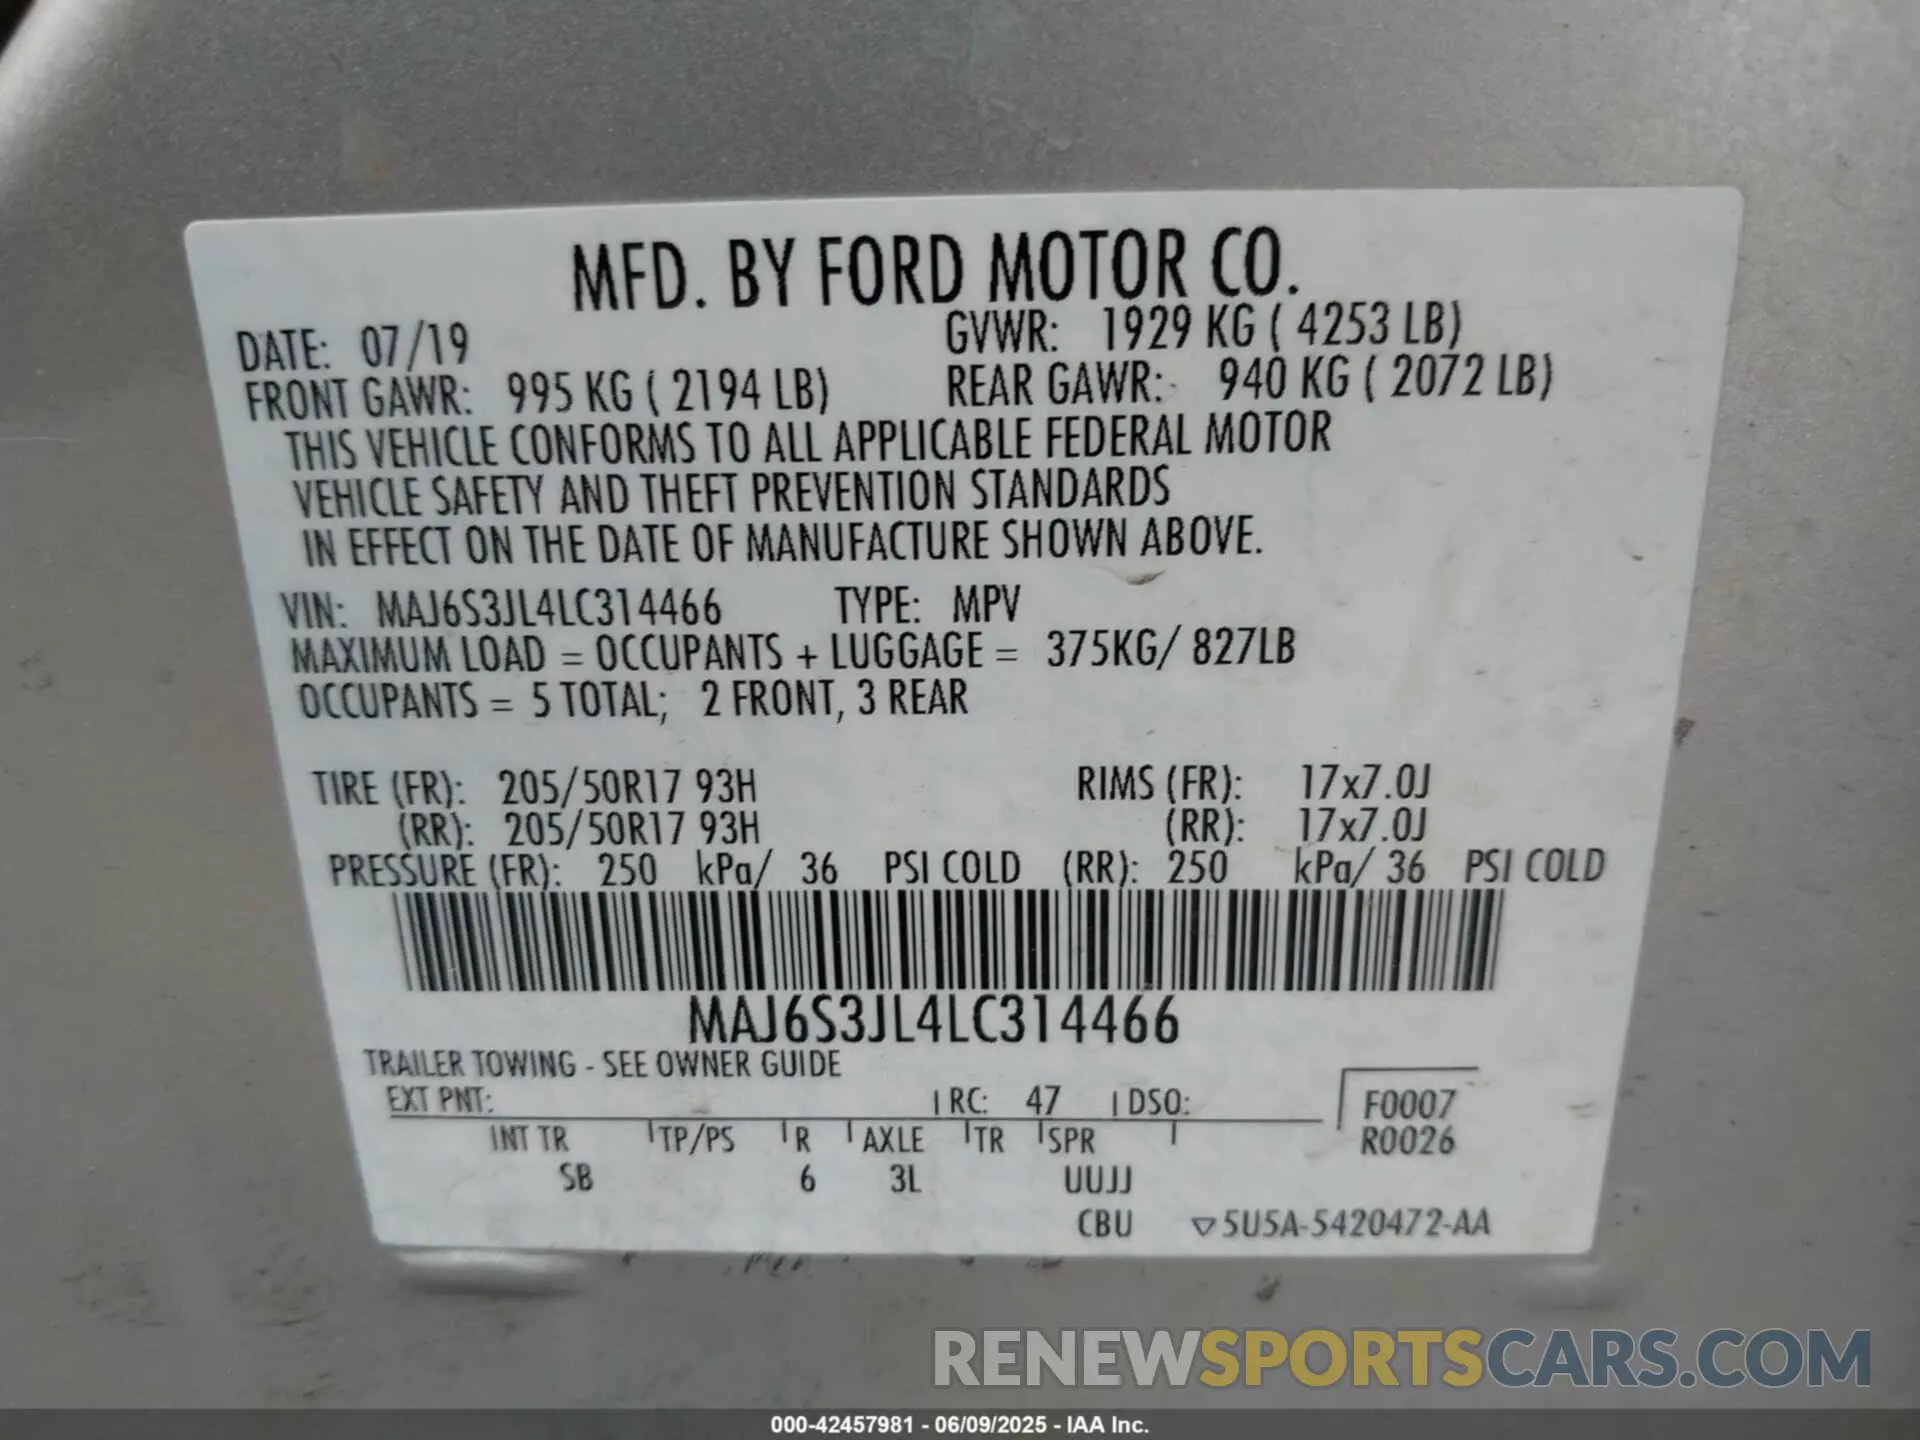 MFD. BY FORD MOTOR CO.
DATE: 07/19 GVWR: 1929 KG ( 4253 LB)
FRONT GAWR: 995 KG ( 2194 LB) REAR GAWR: 940 KG ( 2072 LB)
THIS VEHICLE CONFORMS TO ALL APPLICABLE FEDERAL MOTOR
VEHICLE SAFETY AND THEFT PREVENTION STANDARDS
IN EFFECT ON THE DATE OF MANUFACTURE SHOWN ABOVE.
VIN: MAJ6S3JL4LC314466 TYPE: MPV
MAXIMUM LOAD = OCCUPANTS + LUGGAGE = 375KG/ 827LB
OCCUPANTS = 5 TOTAL; 2 FRONT, 3 REAR
TIRE (FR): 205/50R17 93H RIMS (FR): 17x7.0J
(RR): 205/50R17 93H (RR): 17x7.0J
PRESSURE (FR): 250 kPa/ 36 PSI COLD (RR): 250 kPa/ 36 PSI COLD
MAJ6S3JL4LC314466
TRAILER TOWING - SEE OWNER GUIDE
EXT PNT: RC: 47 DSO: F0007
INT TR TP/PS R AXLE TR SPR R0026
SB 6 3L UUJJ
CBU ▽5U5A-5420472-AA
RENEWSPORTSCARS.COM
000-42457981 - 06/09/2025 - IAA Inc.